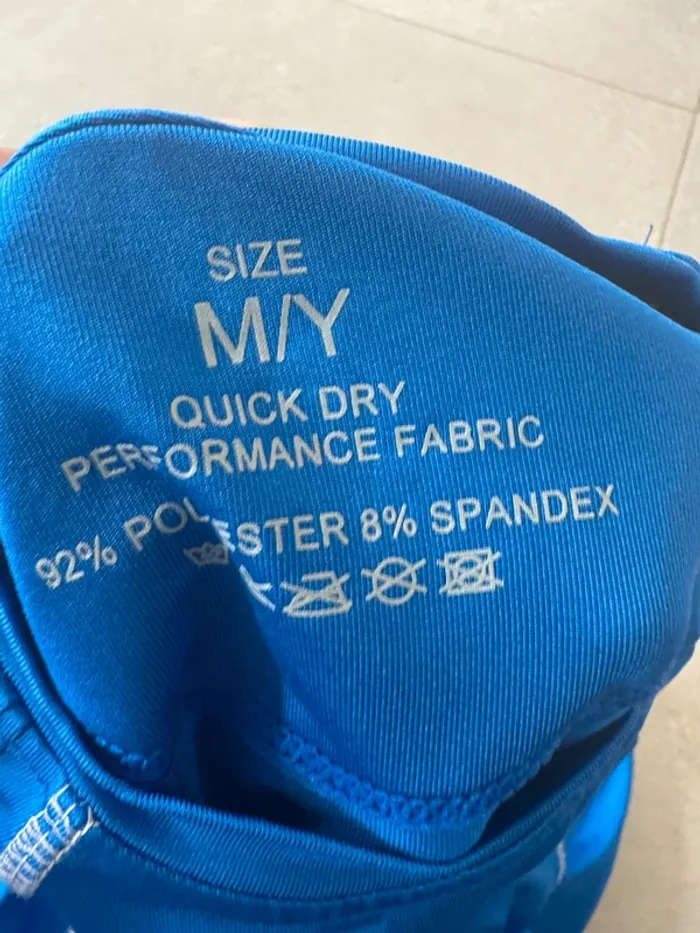 SIZE
M/Y
QUICK DRY
PERFORMANCE FABRIC
92% POLYESTER 8% SPANDEX